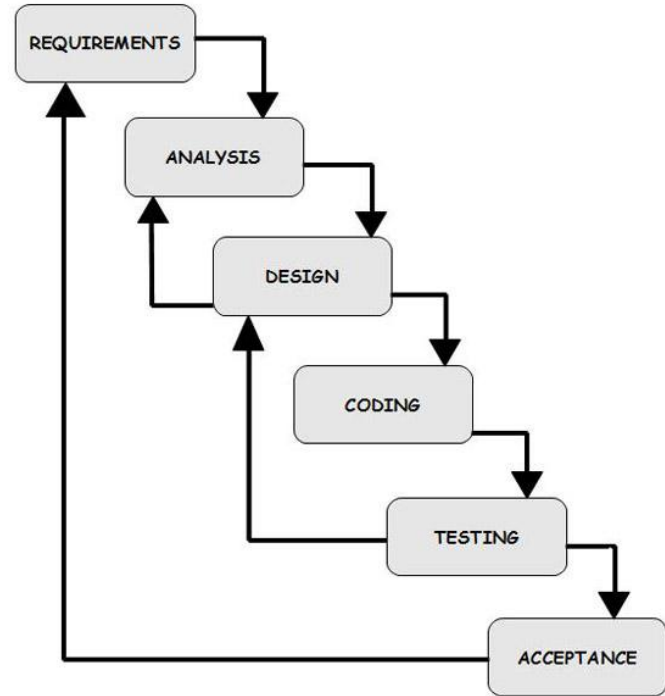 REQUIREMENTS
ANALYSIS
DESIGN
CODING
TESTING
ACCEPTANCE